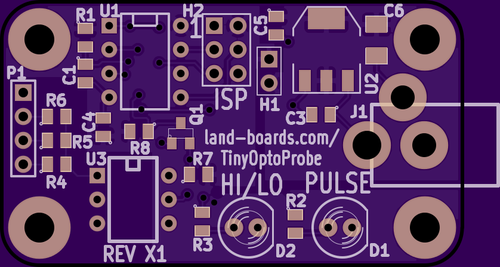 R1
U1
H2
C5
C6
1
P1
C1
ISP
H1
U2
R6
C4
Q1
C3
J1
R5
R8
land-boards.com/
TinyOptoProbe
U3
R4
R7
HI/LO
PULSE
R3
R2
D2
D1
REV X1